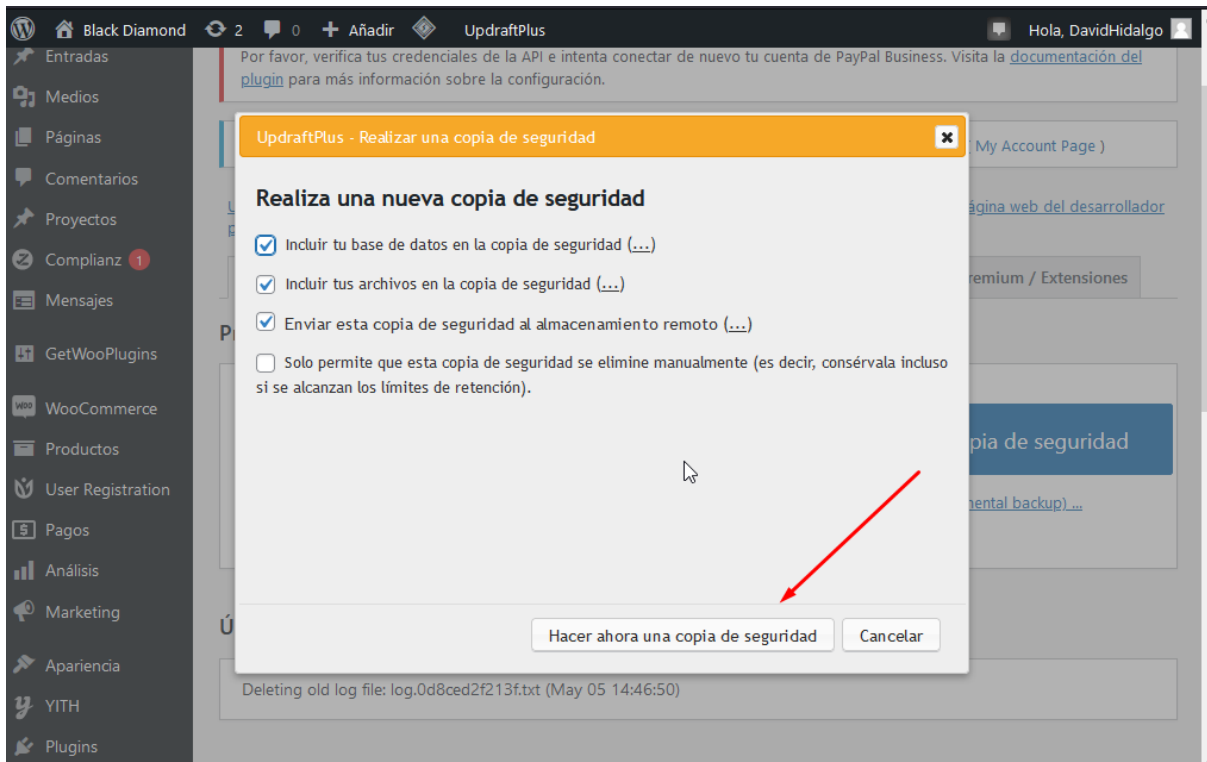 Black Diamond 2 0 + Añadir UpdraftPlus Hola, DavidHidalgo
Entradas
Medios
Páginas
Comentarios
Proyectos
Complianz 1
Mensajes
GetWooPlugins
WooCommerce
Productos
User Registration
Pagos
Análisis
Marketing
Apariencia
YITH
Plugins
Por favor, verifica tus credenciales de la API e intenta conectar de nuevo tu cuenta de PayPal Business. Visita la documentación del
plugin para más información sobre la configuración.
My Account Page )
ágina web del desarrollador
remium / Extensiones
UpdraftPlus - Realizar una copia de seguridad
Realiza una nueva copia de seguridad
Incluir tu base de datos en la copia de seguridad (...)
Incluir tus archivos en la copia de seguridad (...)
Enviar esta copia de seguridad al almacenamiento remoto (...)
Solo permite que esta copia de seguridad se elimine manualmente (es decir, consérvala incluso
si se alcanzan los límites de retención).
pia de seguridad
mental backup) ...
Hacer ahora una copia de seguridad Cancelar
Deleting old log file: log.0d8ced2f213f.txt (May 05 14:46:50)